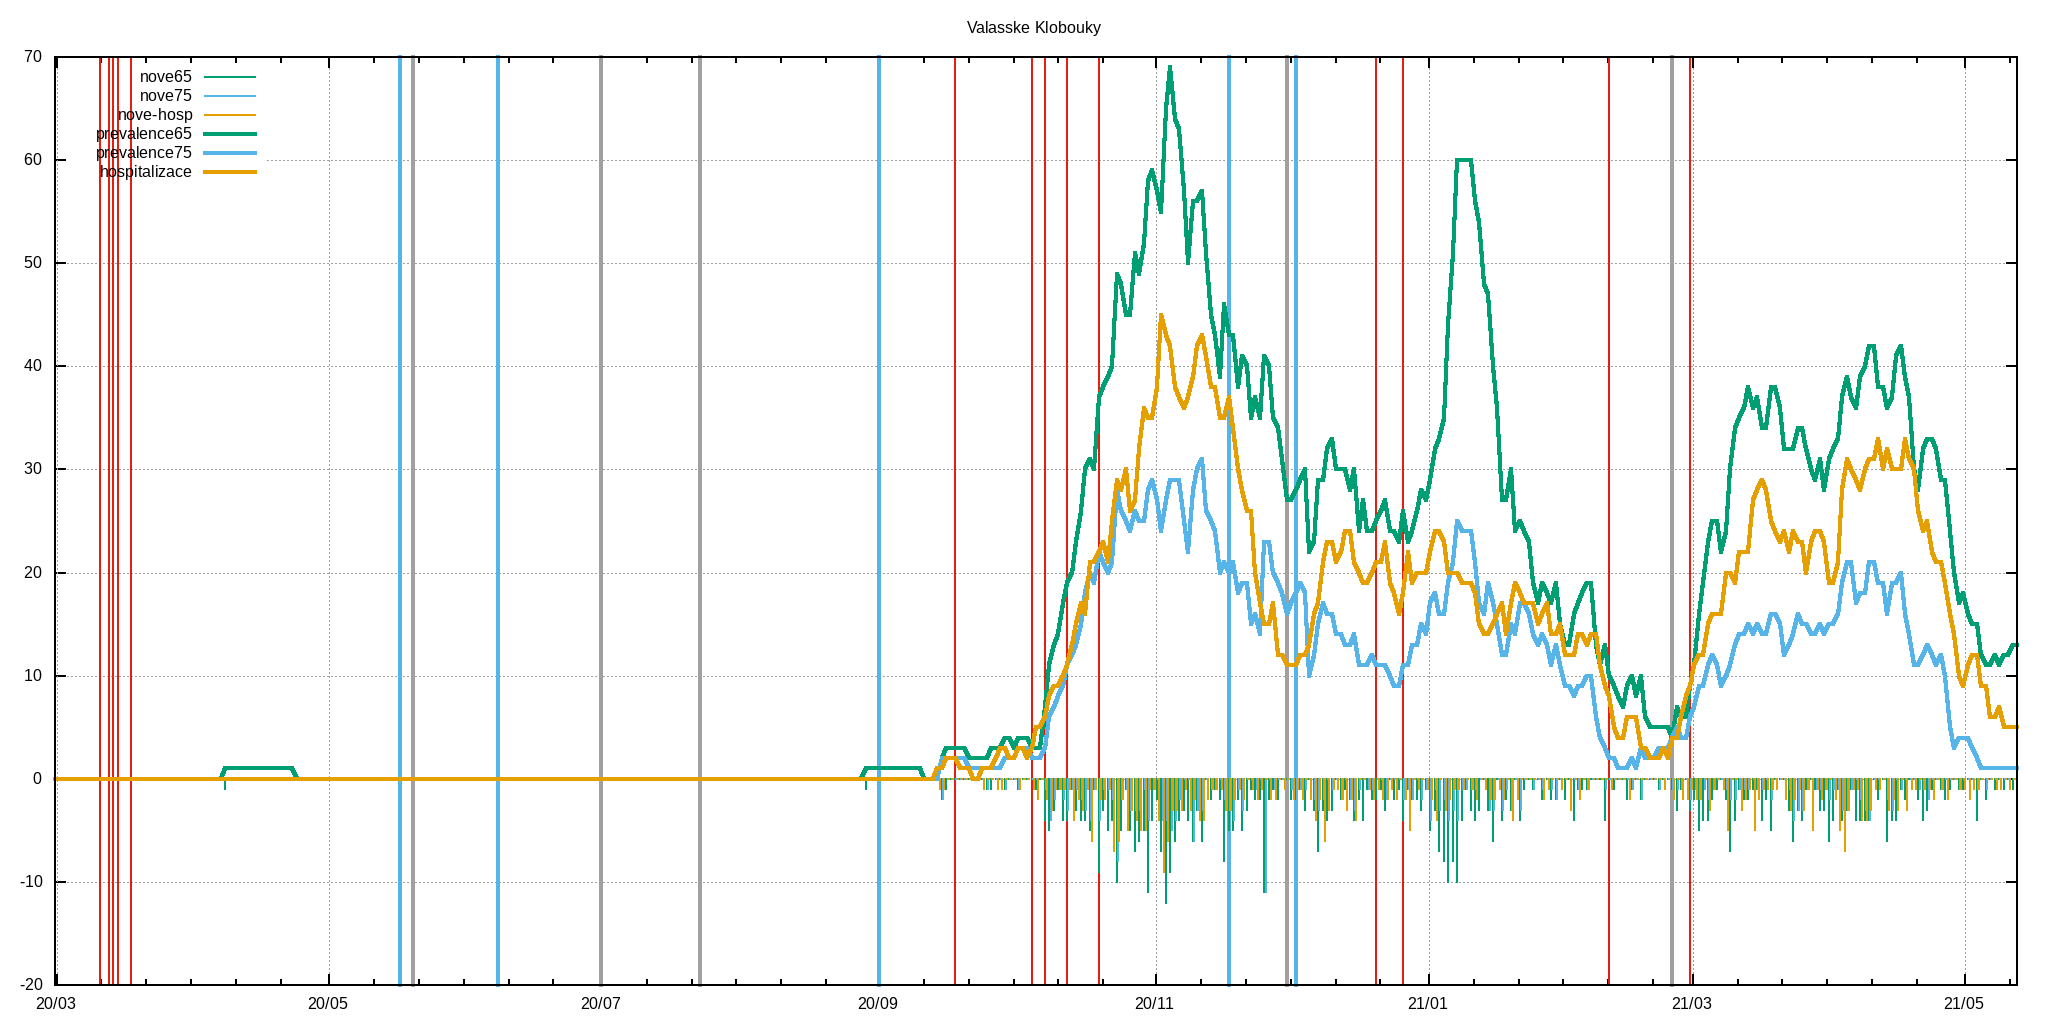 Valasske Klobouky
70
60
50
40
30
20
10
0
-10
-20
nove65
nove75
nove-hosp
prevalence65
prevalence75
hospitalizace
20/03 20/05 20/07 20/09 20/11 21/01 21/03 21/05